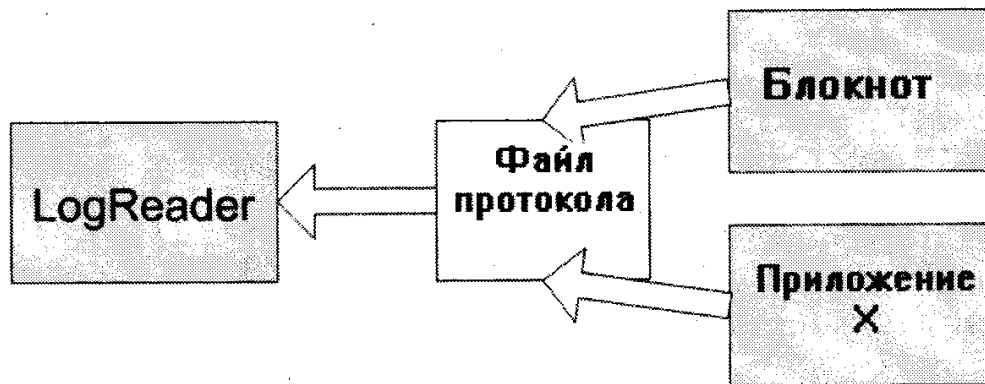 Блокнот
Файл
протокола
LogReader
Приложение
X